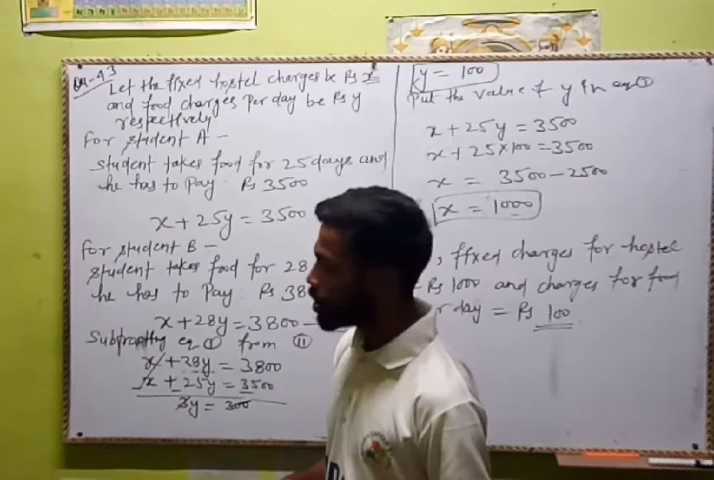 Qu-43
Let the fixed hostel charges be Rs x
and food charges Per day be Rs y
respectively
For student A -
student takes food for 25 days and
he has to Pay Rs 3500
x + 25y = 3500
For student B -
student takes food for 28
he has to Pay Rs 38
x + 28y = 3800 -
Subtracting eq ① from ⑪
x + 28y = 3800
x + 25y = 3500
3y = 300
y = 100
Put the value of y in eq ①
x + 25y = 3500
x + 25 × 100 = 3500
x = 3500 - 2500
x = 1000
, fixed charges for hostel
= Rs 1000 and charges for food
r day = Rs 100